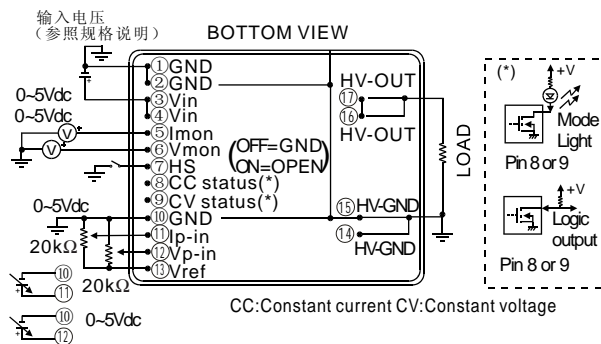 输入电压
（参照规格说明）
BOTTOM VIEW
①GND
②GND
③Vin
④Vin
⑤Imon
⑥Vmon
⑦HS
⑧CC status(*)
⑨CV status(*)
⑩GND
⑪Ip-in
⑫Vp-in
⑬Vref
0~5Vdc
0~5Vdc
V
V
(OFF=GND
ON=OPEN)
0~5Vdc
20kΩ
20kΩ
⑩
⑪
⑩
⑫
0~5Vdc
HV-OUT
⑰
⑯
HV-OUT
⑮HV-GND
⑭
HV-GND
LOAD
(*)
+V
Mode
Light
Pin 8 or 9
+V
Logic
output
Pin 8 or 9
CC:Constant current CV:Constant voltage